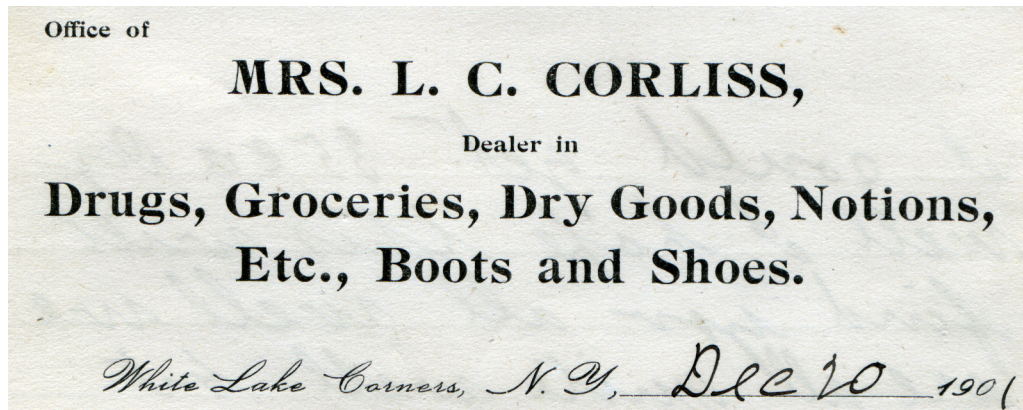 Office of
MRS. L. C. CORLISS,
Dealer in
Drugs, Groceries, Dry Goods, Notions,
Etc., Boots and Shoes.
White Lake Corners, N. Y., Dec 20 1901